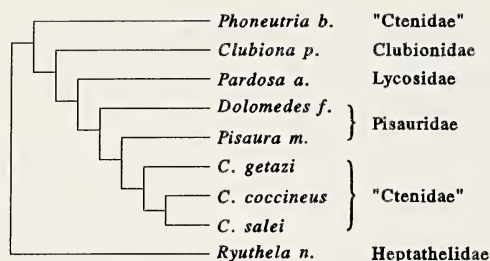 Phoneutria b. "Ctenidae"
Clubiona p. Clubionidae
Pardosa a. Lycosidae
Dolomedes f.
Pisauridae
Pisaura m.
C. getazi
C. coccineus "Ctenidae"
C. salei
Ryuthela n. Heptathelidae